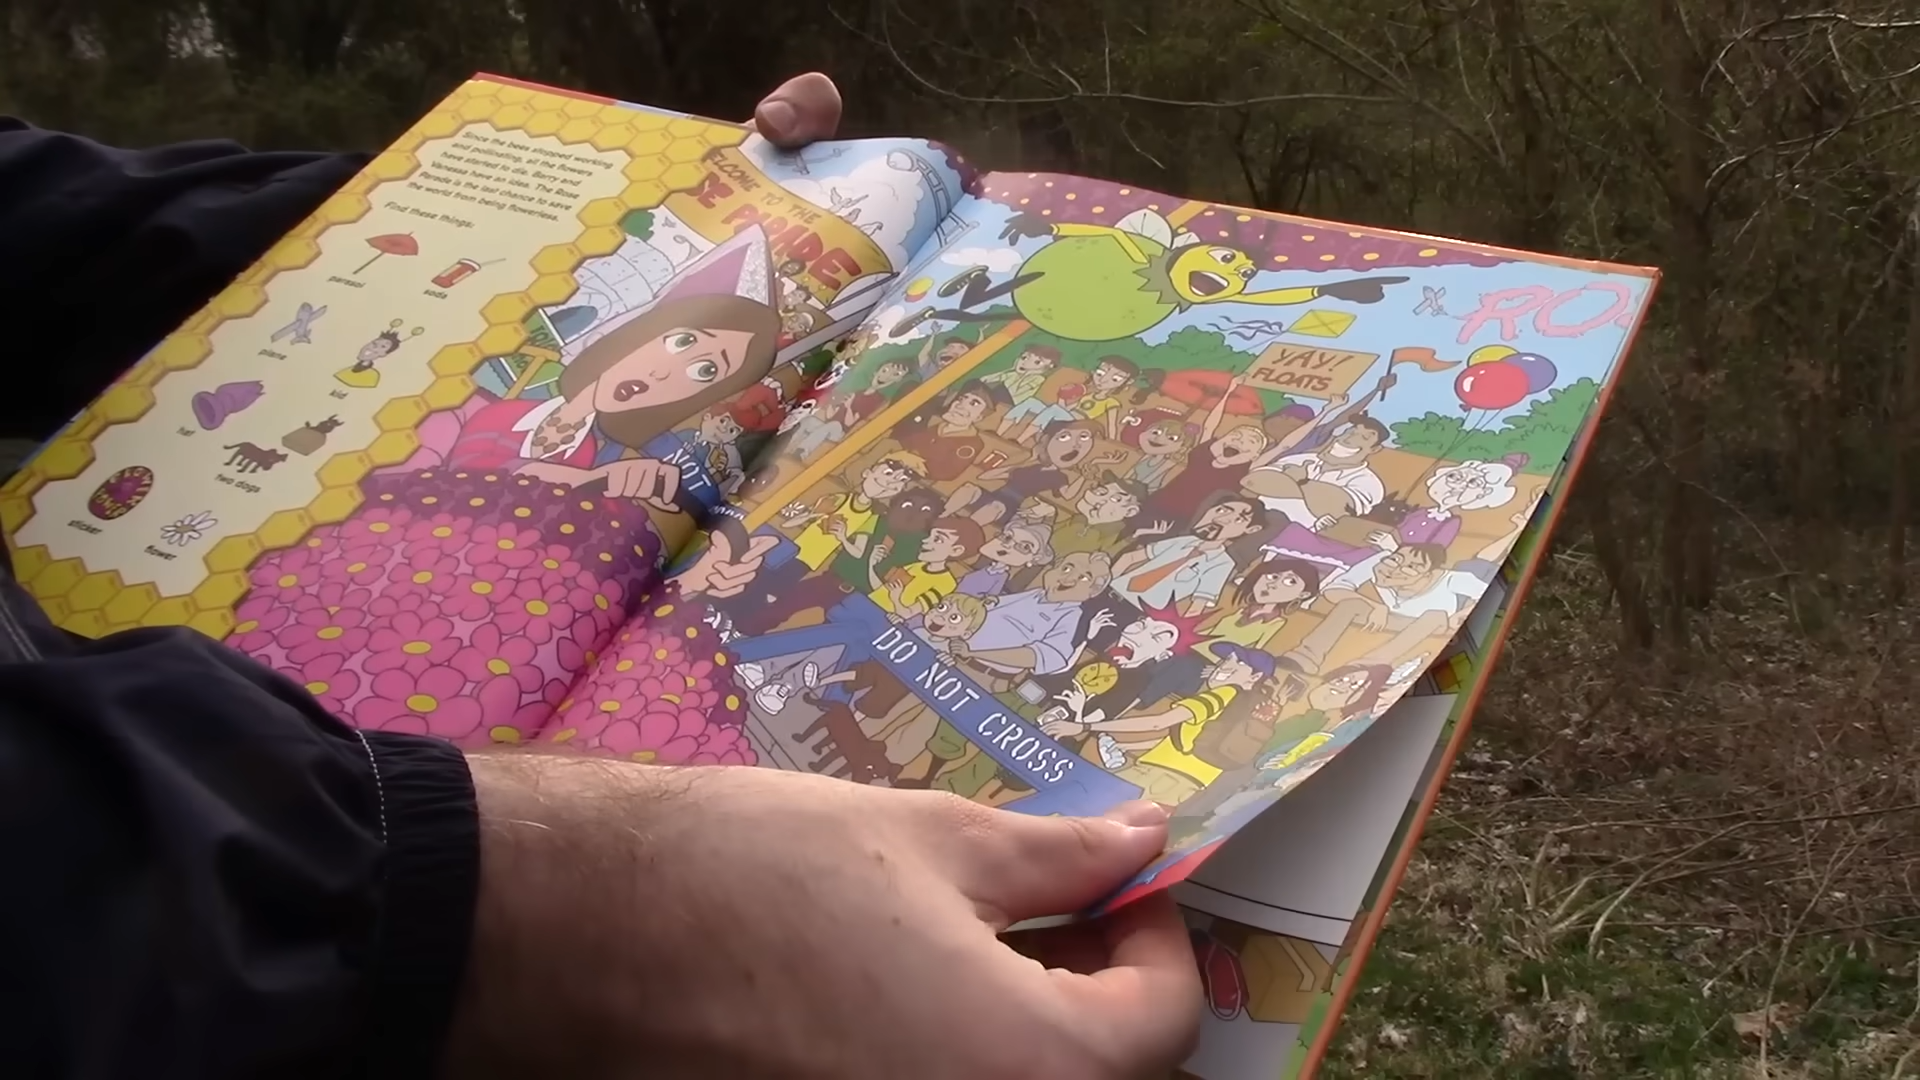 Since the bees stopped working
and pollinating, all the flowers
have started to die. Barry and
Vanessa have an idea. The Rose
Parade is the last chance to save
the world from being flowerless.
Find these things:
parasol
soda
plane
kid
hat
two dogs
sticker
flower
TO THE
PARADE
NOT
YAY!
FLOATS
RO
DO NOT CROSS